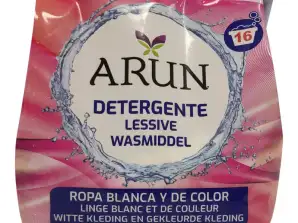 16
ARUN
DETERGENTE
LESSIVE
WASMIDDEL
ROPA BLANCA Y DE COLOR
LINGE BLANC ET DE COULEUR
WITTE KLEDING EN GEKLEURDE KLEDING